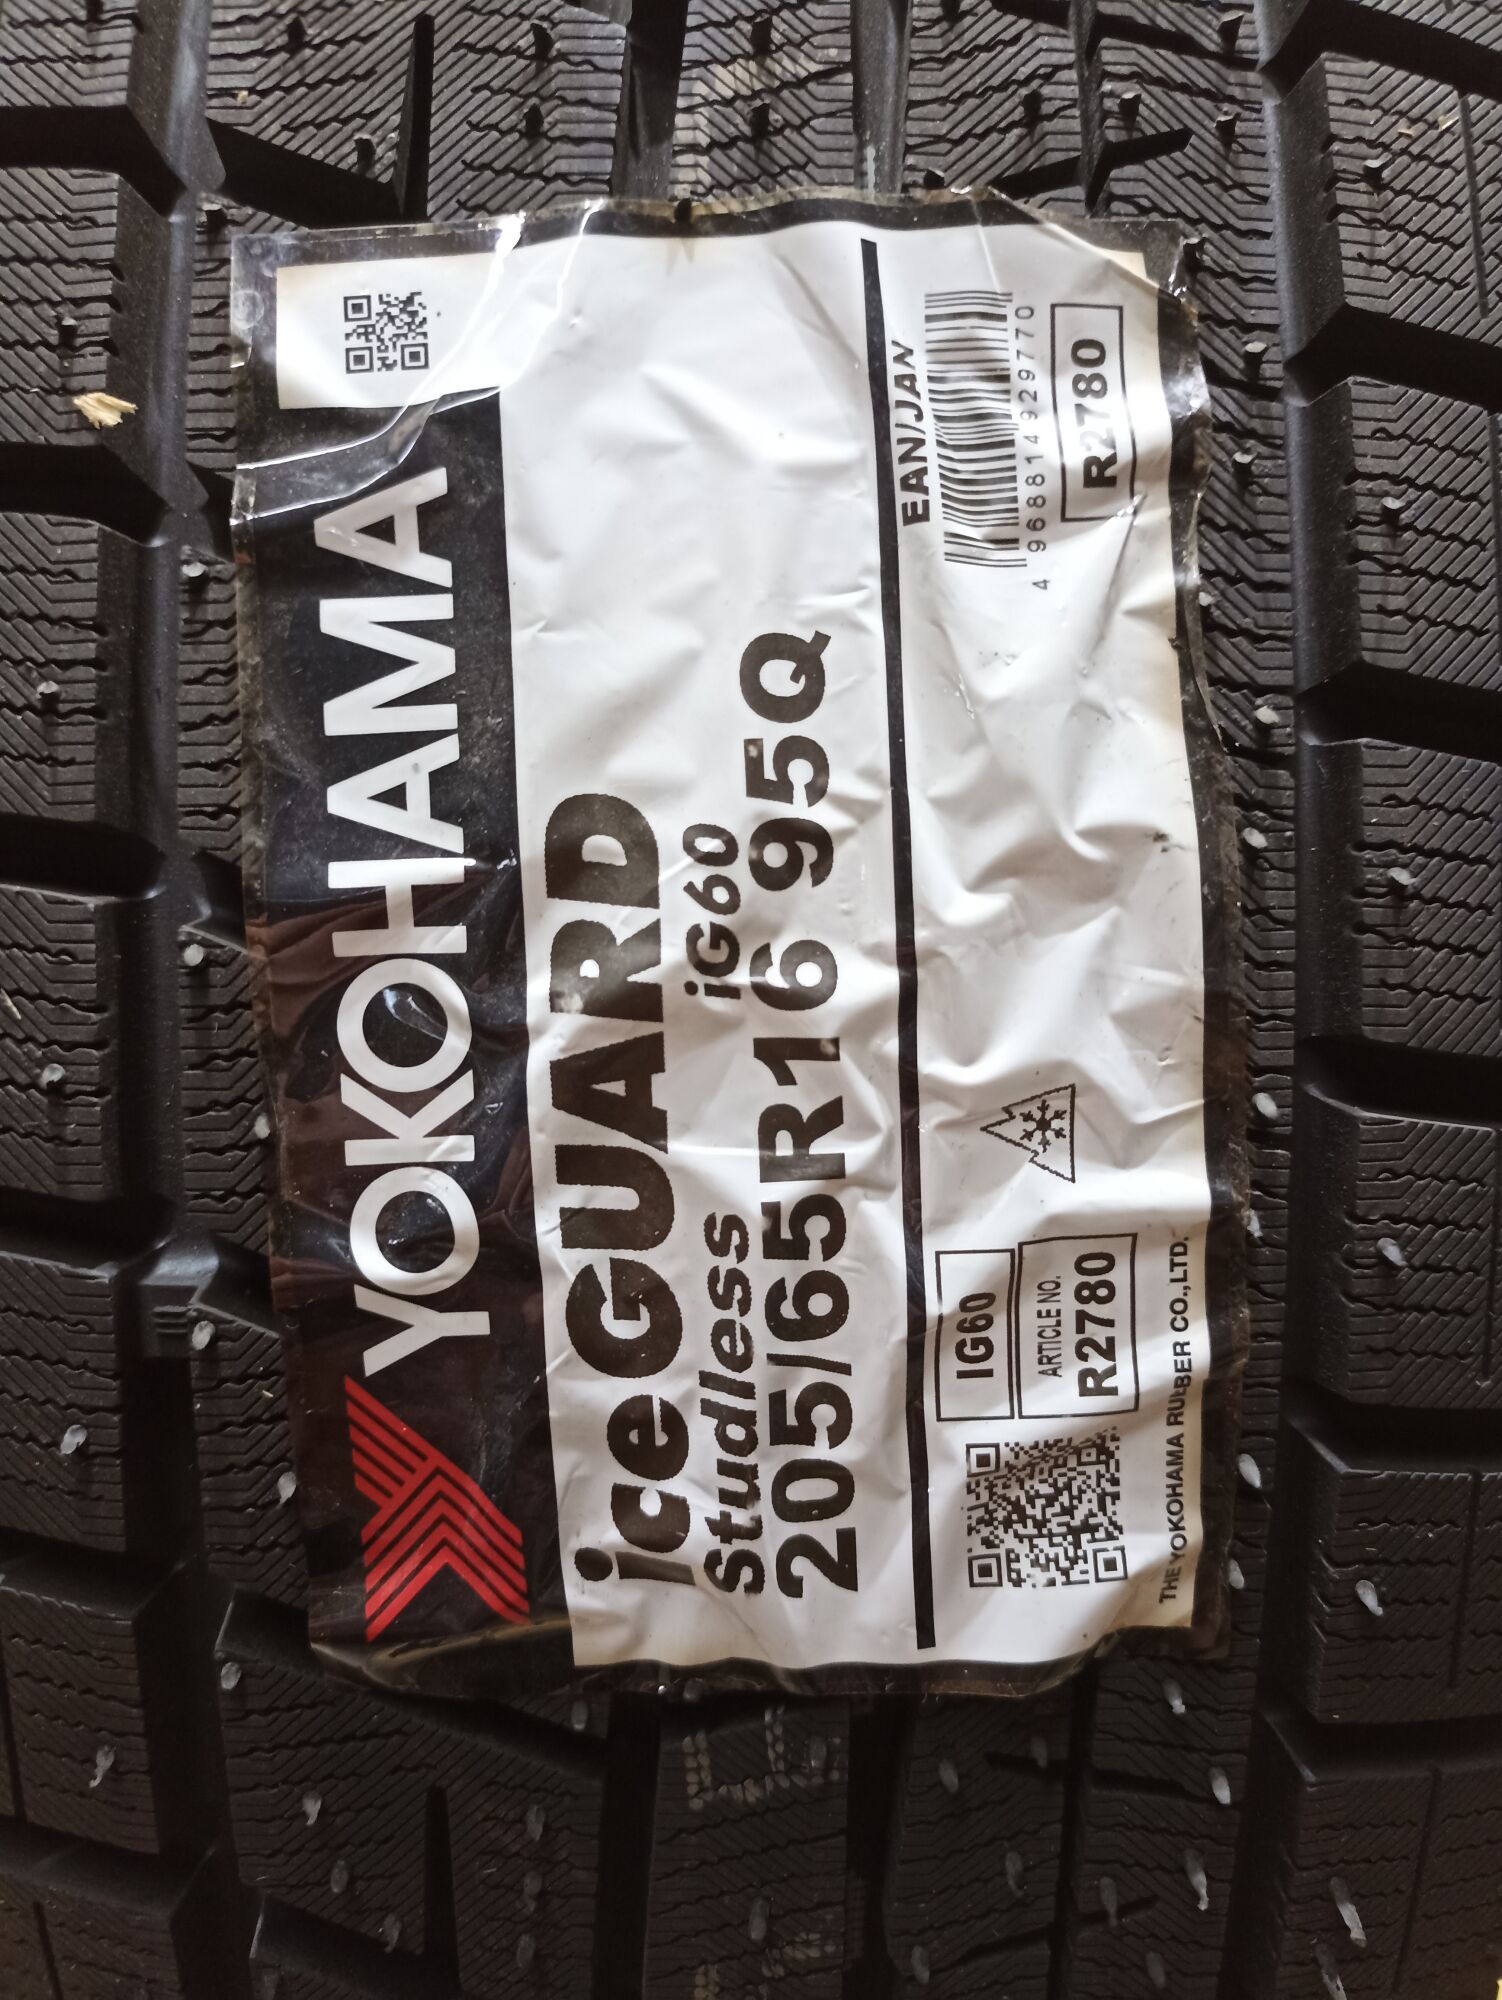 YOKOHAMA
iceGUARD
Studless iG60
205/65R16 95Q
EAN/JAN
4 968814 929770
R2780
IG60
ARTICLE NO.
R2780
THE YOKOHAMA RUBBER CO.,LTD.